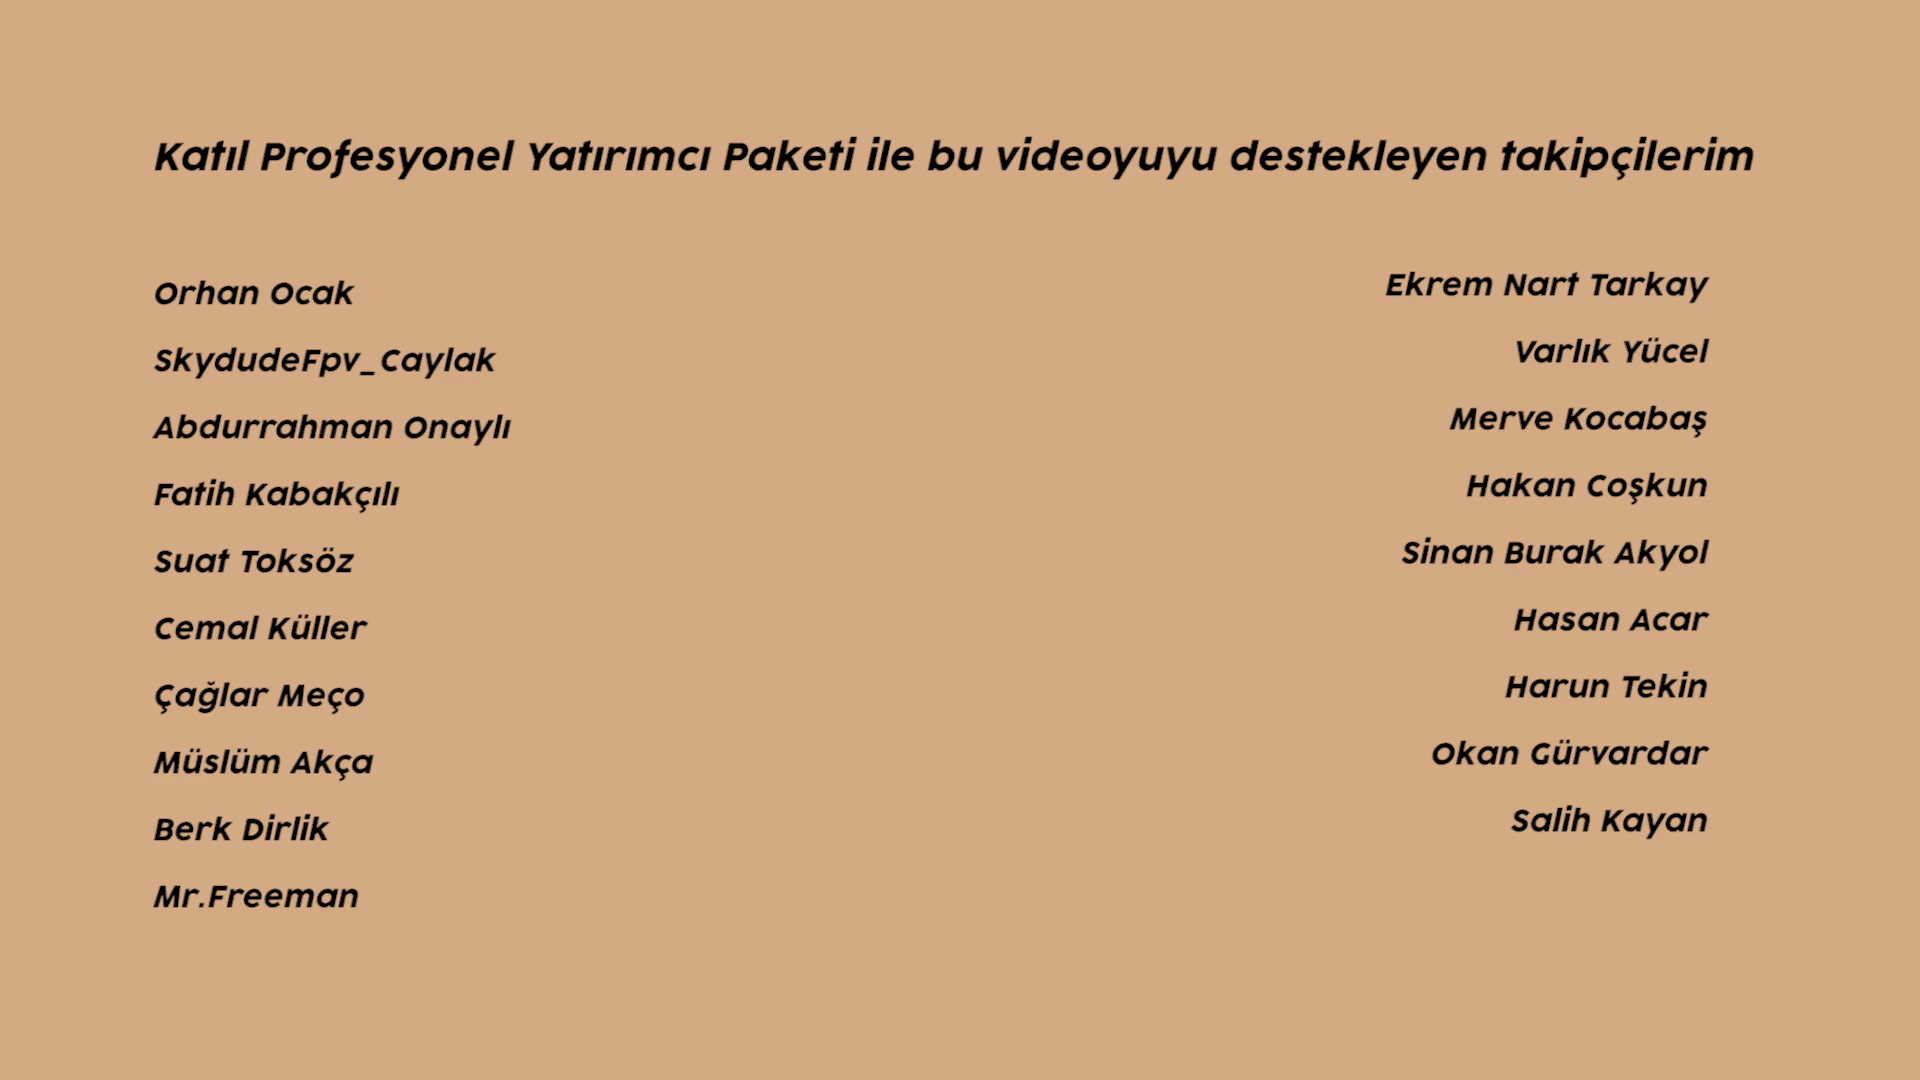 Katıl Profesyonel Yatırımcı Paketi ile bu videoyuyu destekleyen takipçilerim
Orhan Ocak
SkydudeFpv_Caylak
Abdurrahman Onaylı
Fatih Kabakçılı
Suat Toksöz
Cemal Küller
Çağlar Meço
Müslüm Akça
Berk Dirlik
Mr.Freeman
Ekrem Nart Tarkay
Varlık Yücel
Merve Kocabaş
Hakan Coşkun
Sinan Burak Akyol
Hasan Acar
Harun Tekin
Okan Gürvardar
Salih Kayan